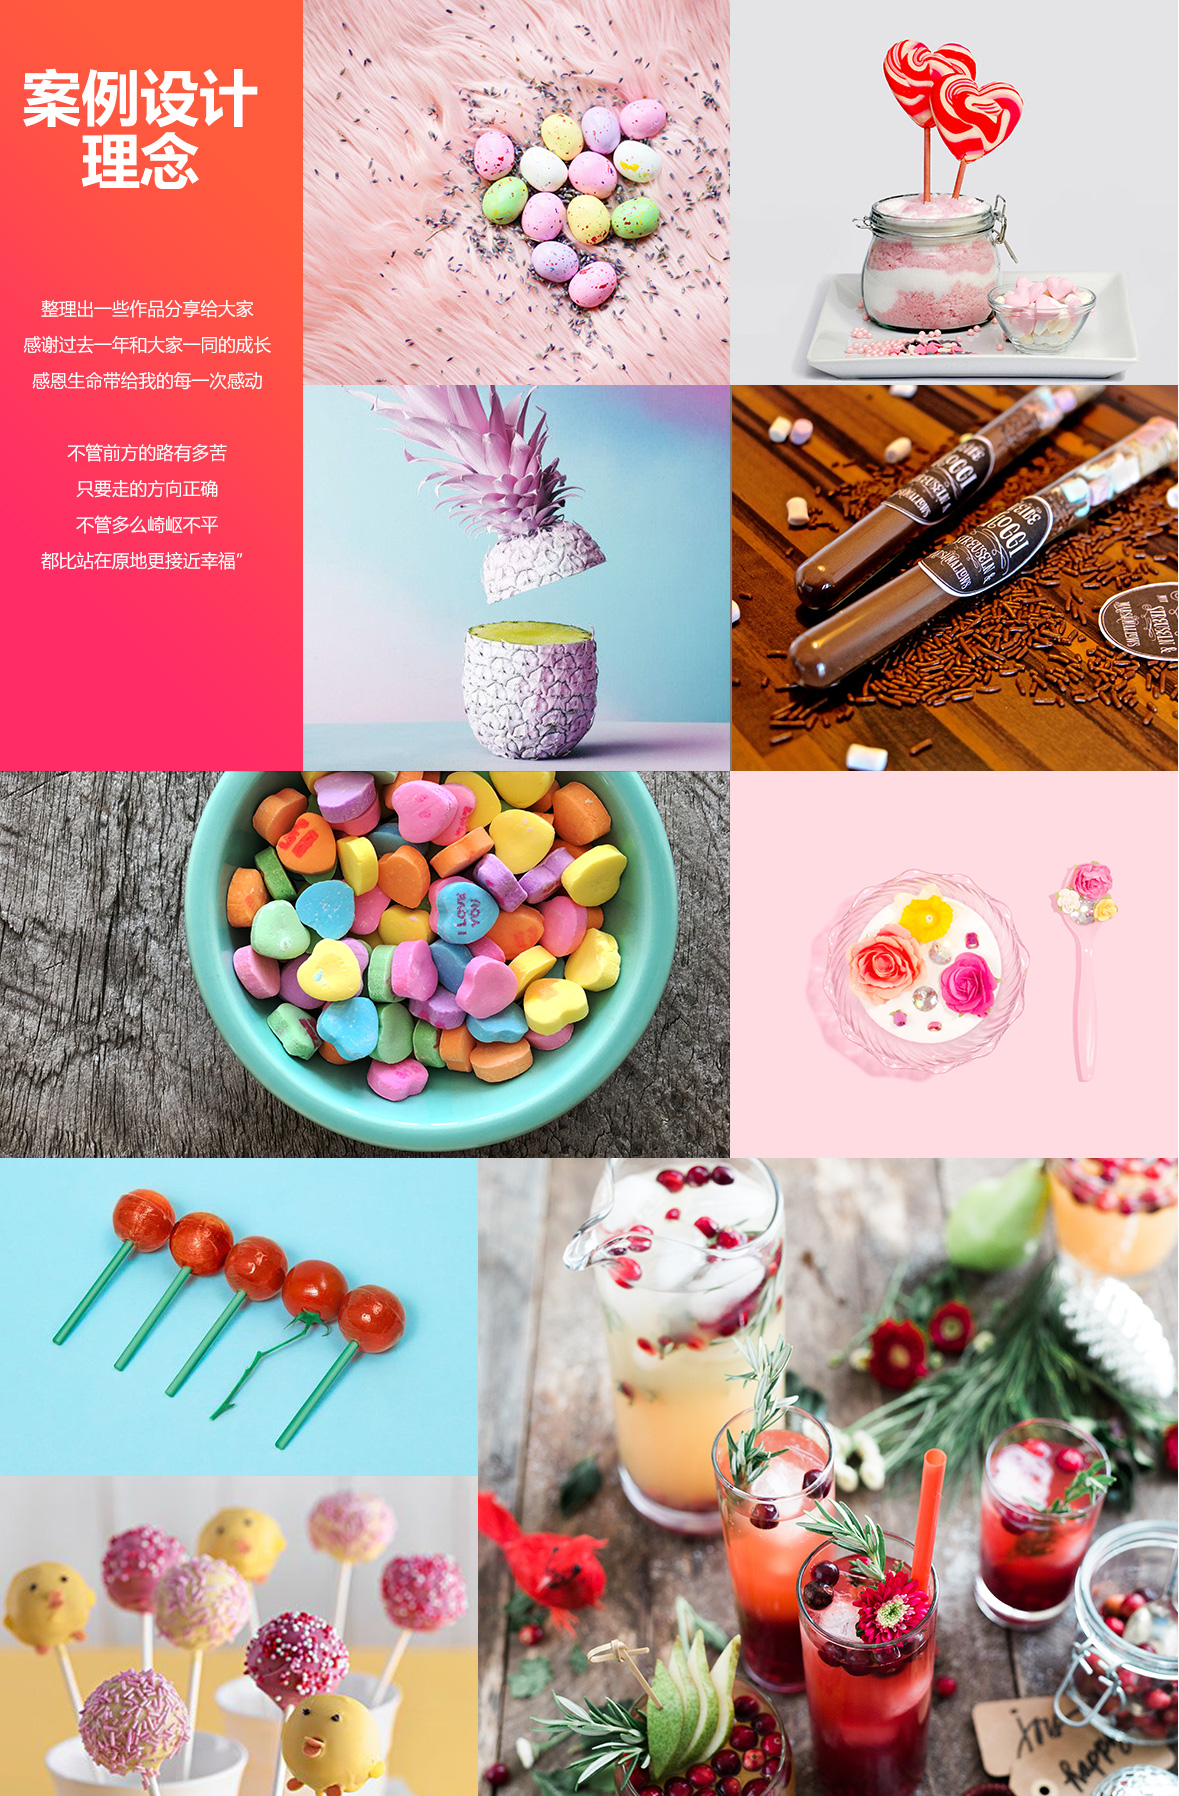 案例设计
理念
整理出一些作品分享给大家
感谢过去一年和大家一同的成长
感恩生命带给我的每一次感动
不管前方的路有多苦
只要走的方向正确
不管多么崎岖不平
都比站在原地更接近幸福”
I LOVE
YOU